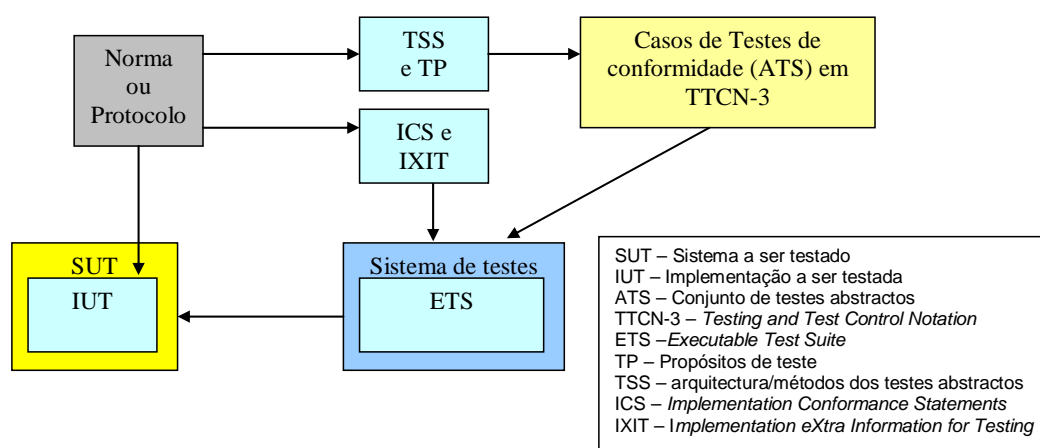 Norma
ou
Protocolo
TSS
e TP
Casos de Testes de
conformidade (ATS) em
TTCN-3
ICS e
IXIT
SUT
IUT
Sistema de testes
ETS
SUT – Sistema a ser testado
IUT – Implementação a ser testada
ATS – Conjunto de testes abstractos
TTCN-3 – Testing and Test Control Notation
ETS –Executable Test Suite
TP – Propósitos de teste
TSS – arquitectura/métodos dos testes abstractos
ICS – Implementation Conformance Statements
IXIT – Implementation eXtra Information for Testing